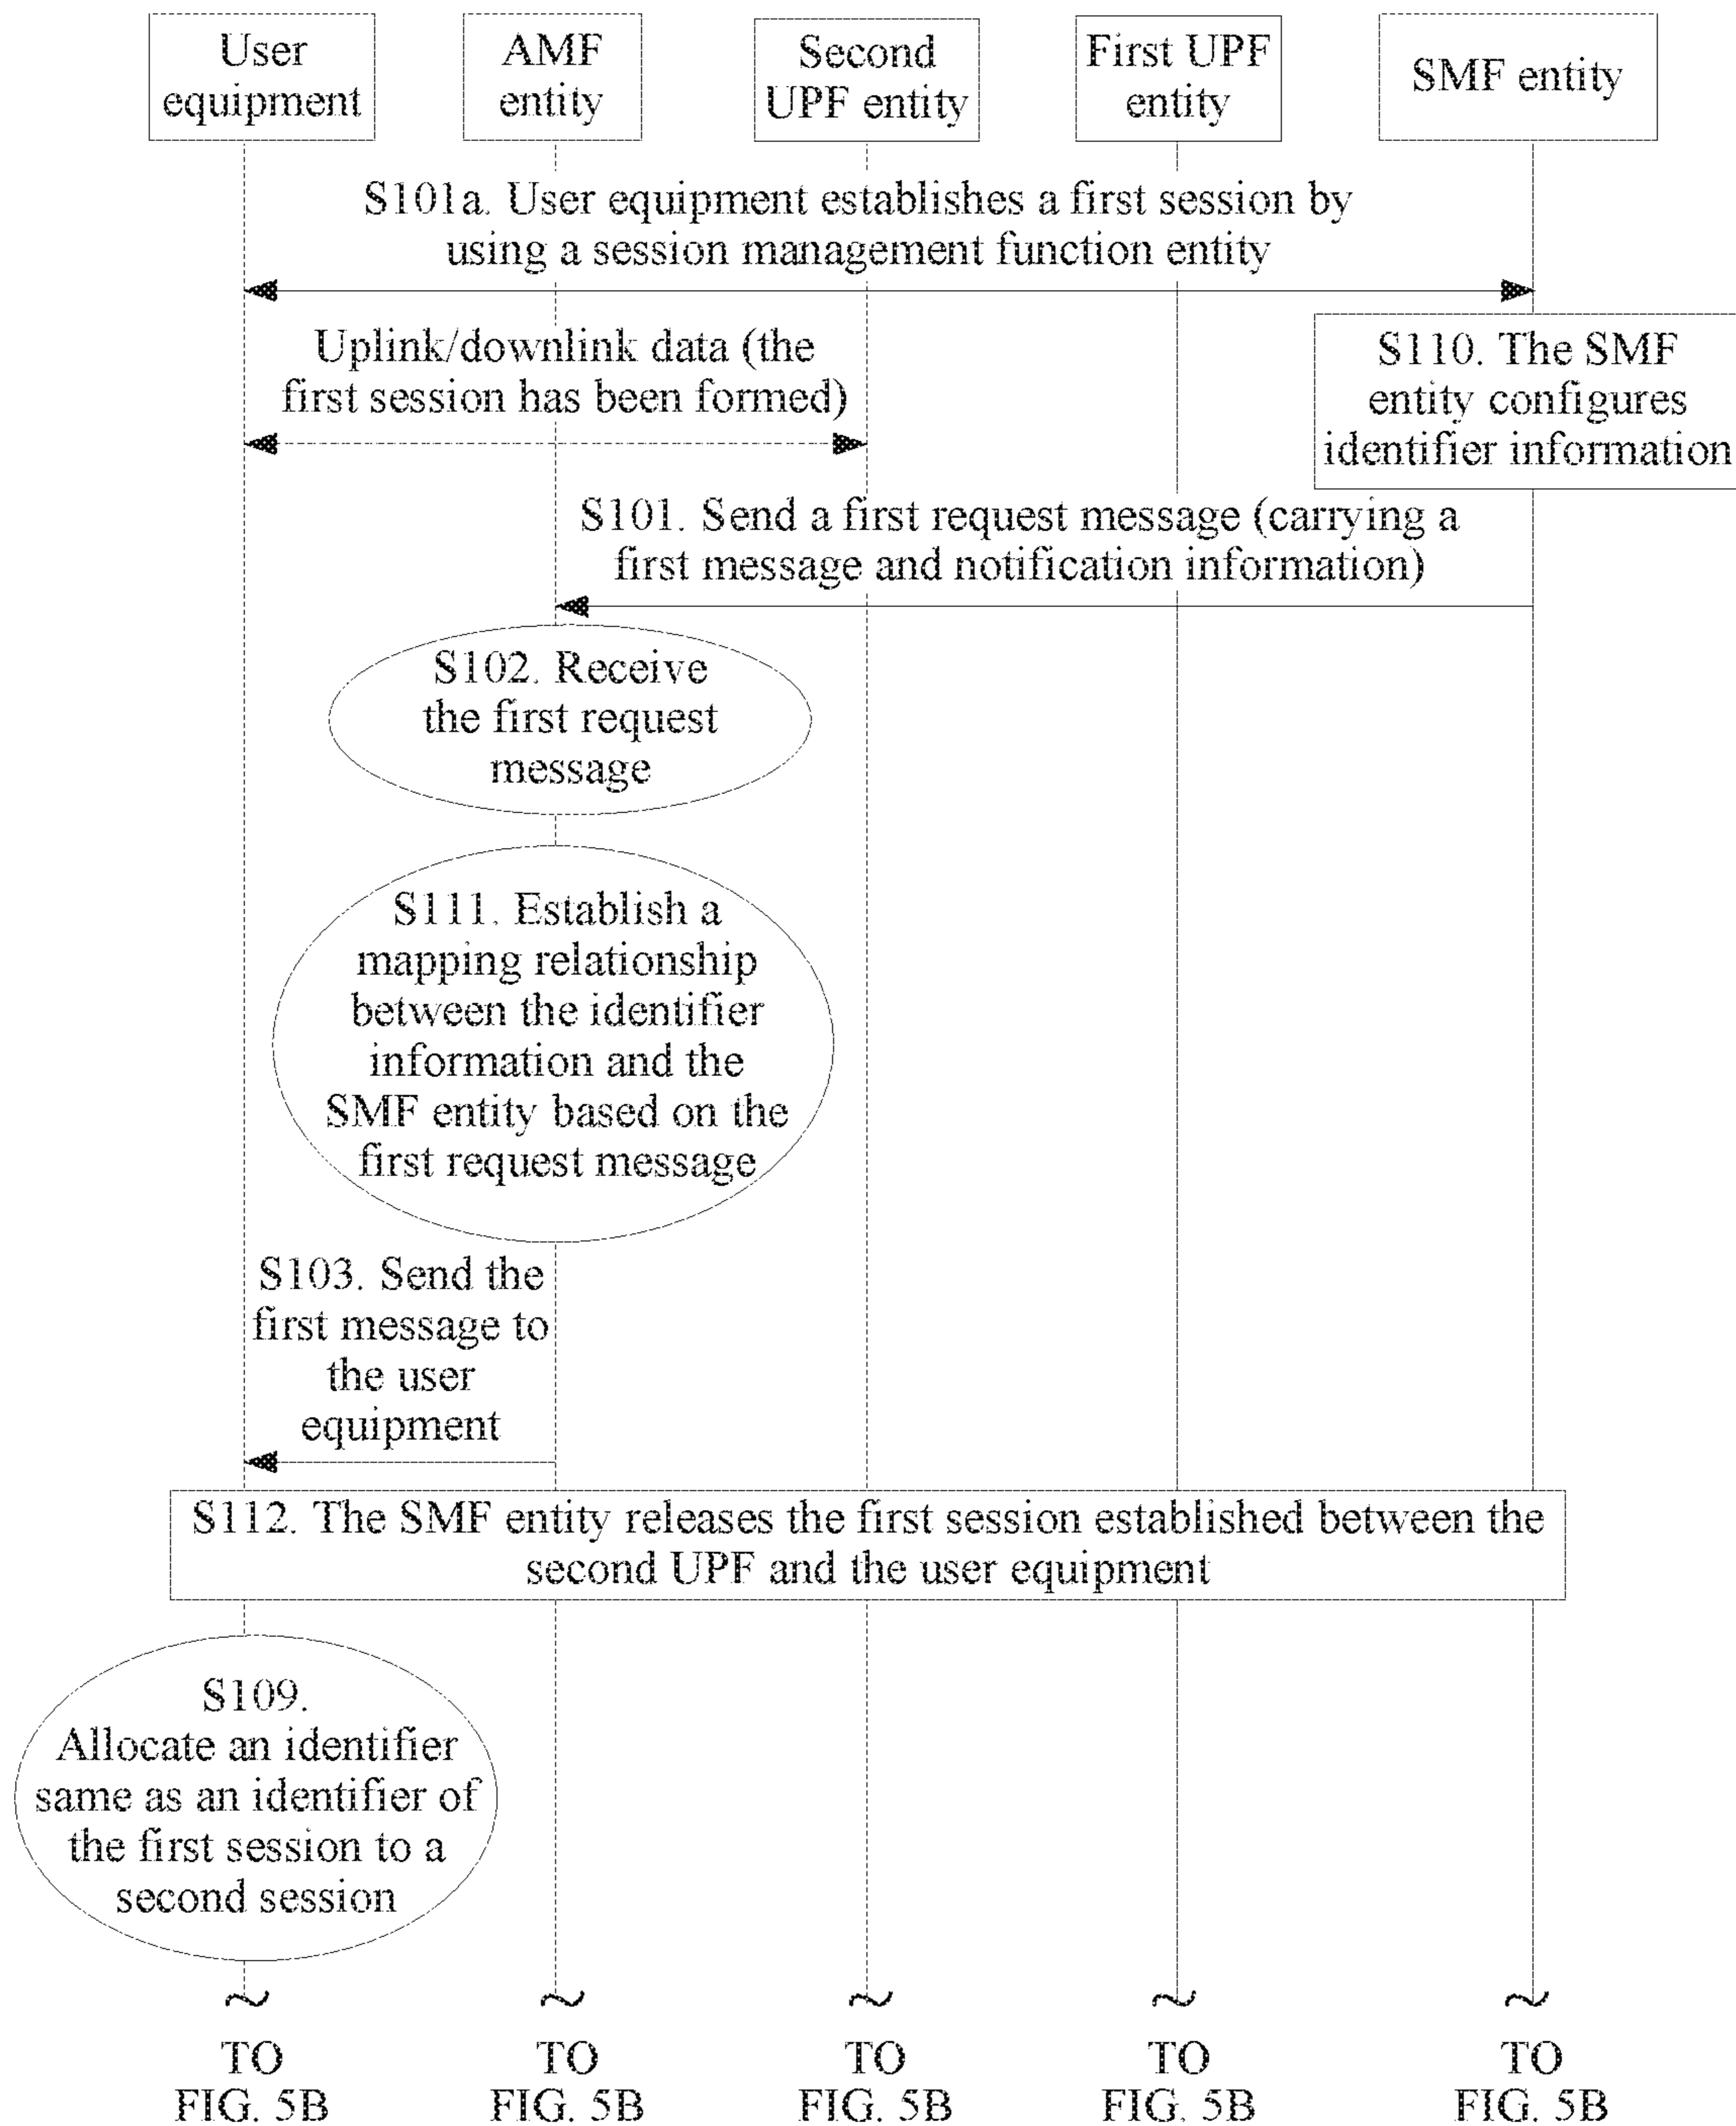 User
equipment
AMF
entity
Second
UPF entity
First UPF
entity
SMF entity
S101a. User equipment establishes a first session by
using a session management function entity
Uplink/downlink data (the
first session has been formed)
S110. The SMF
entity configures
identifier information
S101. Send a first request message (carrying a
first message and notification information)
S102. Receive
the first request
message
S111. Establish a
mapping relationship
between the identifier
information and the
SMF entity based on the
first request message
S103. Send the
first message to
the user
equipment
S112. The SMF entity releases the first session established between the
second UPF and the user equipment
S109.
Allocate an identifier
same as an identifier of
the first session to a
second session
TO
FIG. 5B
TO
FIG. 5B
TO
FIG. 5B
TO
FIG. 5B
TO
FIG. 5B